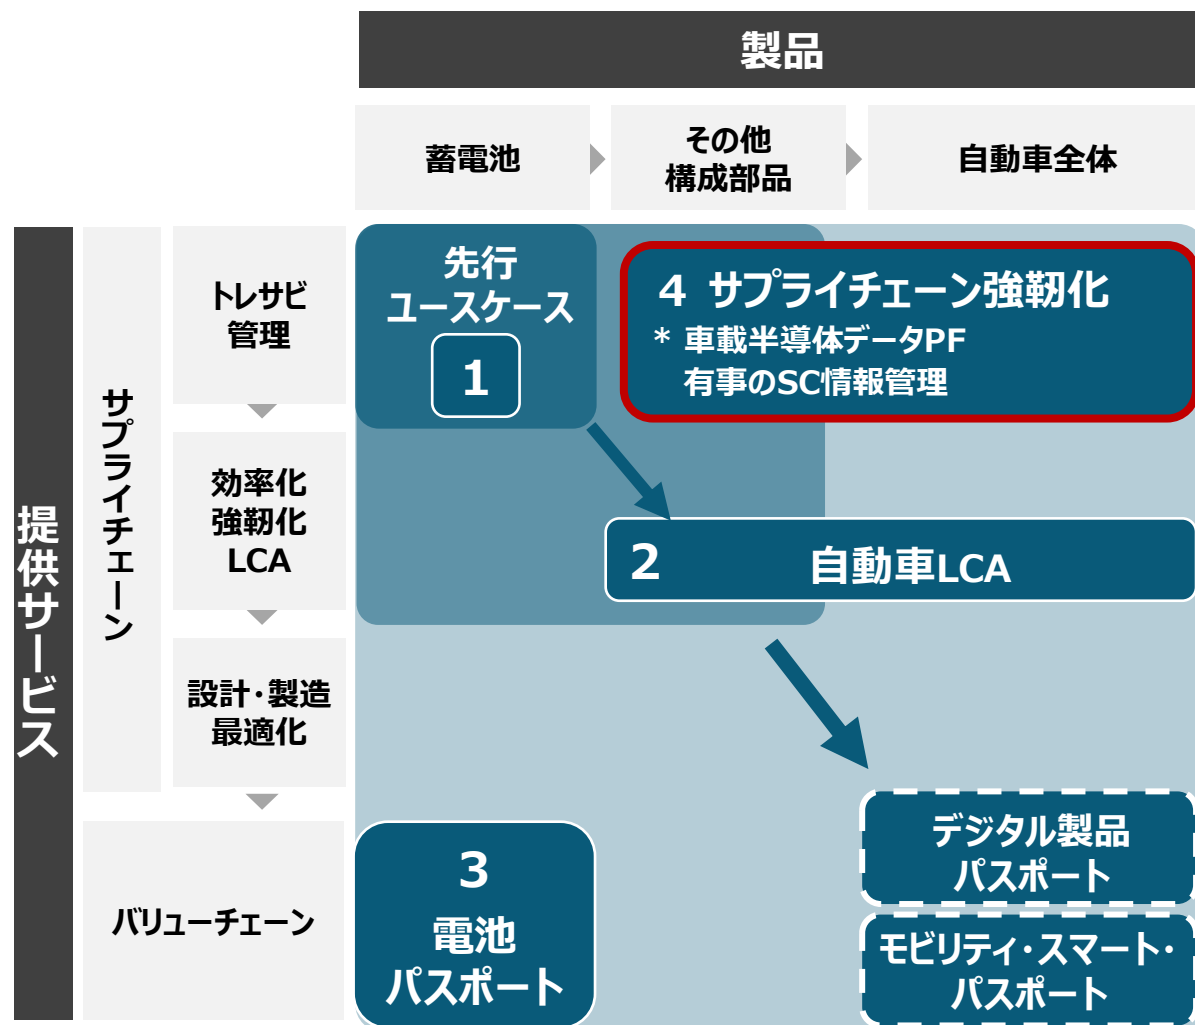 製品
蓄電池
その他
構成部品
自動車全体
提供サービス
サプライチェーン
トレサビ
管理
効率化
強靭化
LCA
設計・製造
最適化
バリューチェーン
先行
ユースケース
1
4 サプライチェーン強靭化
* 車載半導体データPF
有事のSC情報管理
2 自動車LCA
3
電池
パスポート
デジタル製品
パスポート
モビリティ・スマート・
パスポート